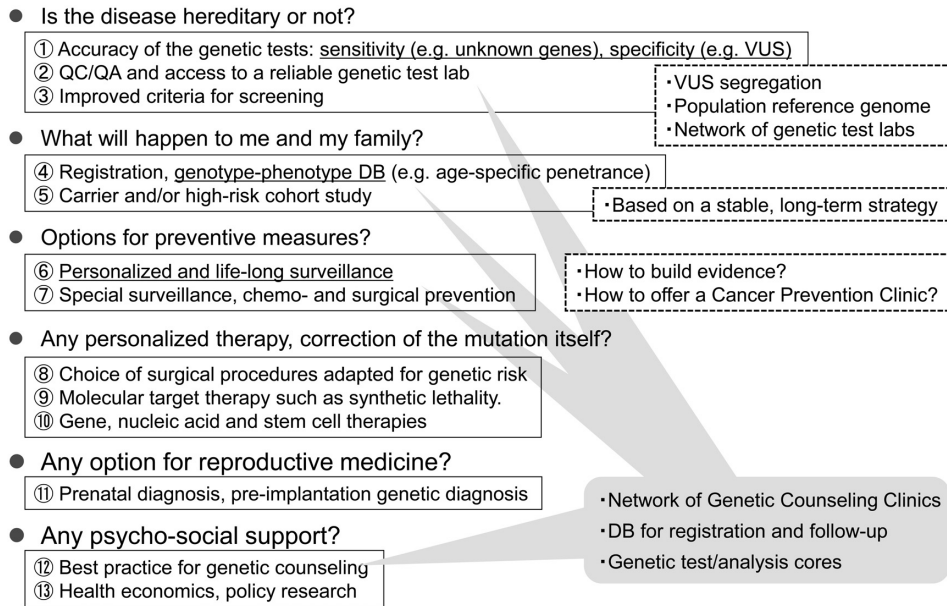 ● Is the disease hereditary or not?
① Accuracy of the genetic tests: sensitivity (e.g. unknown genes), specificity (e.g. VUS)
② QC/QA and access to a reliable genetic test lab
③ Improved criteria for screening
・VUS segregation
・Population reference genome
・Network of genetic test labs
● What will happen to me and my family?
④ Registration, genotype-phenotype DB (e.g. age-specific penetrance)
⑤ Carrier and/or high-risk cohort study
・Based on a stable, long-term strategy
● Options for preventive measures?
⑥ Personalized and life-long surveillance
⑦ Special surveillance, chemo- and surgical prevention
・How to build evidence?
・How to offer a Cancer Prevention Clinic?
● Any personalized therapy, correction of the mutation itself?
⑧ Choice of surgical procedures adapted for genetic risk
⑨ Molecular target therapy such as synthetic lethality.
⑩ Gene, nucleic acid and stem cell therapies
● Any option for reproductive medicine?
⑪ Prenatal diagnosis, pre-implantation genetic diagnosis
● Any psycho-social support?
⑫ Best practice for genetic counseling
⑬ Health economics, policy research
・Network of Genetic Counseling Clinics
・DB for registration and follow-up
・Genetic test/analysis cores